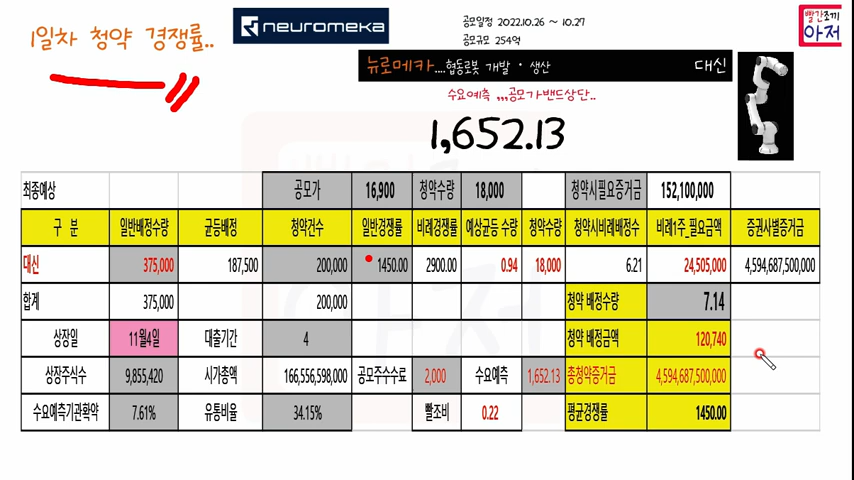 1일차 청약 경쟁률..
neuromeka
공모일정 2022.10.26 ~ 10.27
공모규모 254억
빨간조끼
아저
뉴로메카....협동로봇 개발 · 생산 대신
수요예측 ,,,공모가밴드상단..
1,652.13
최종예상 공모가 16,900 청약수량 18,000 청약시필요증거금 152,100,000
구 분 일반배정수량 균등배정 청약건수 일반경쟁률 비례경쟁률 예상균등 수량 청약수량 청약시비례배정수 비례1주_필요금액 증권사별증거금
대신 375,000 187,500 200,000 1450.00 2900.00 0.94 18,000 6.21 24,505,000 4,594,687,500,000
합계 375,000 200,000 청약 배정수량 7.14
상장일 11월4일 대출기간 4 청약 배정금액 120,740
상장주식수 9,855,420 시가총액 166,556,598,000 공모주수수료 2,000 수요예측 1,652.13 총청약증거금 4,594,687,500,000
수요예측기관확약 7.61% 유통비율 34.15% 빨조비 0.22 평균경쟁률 1450.00